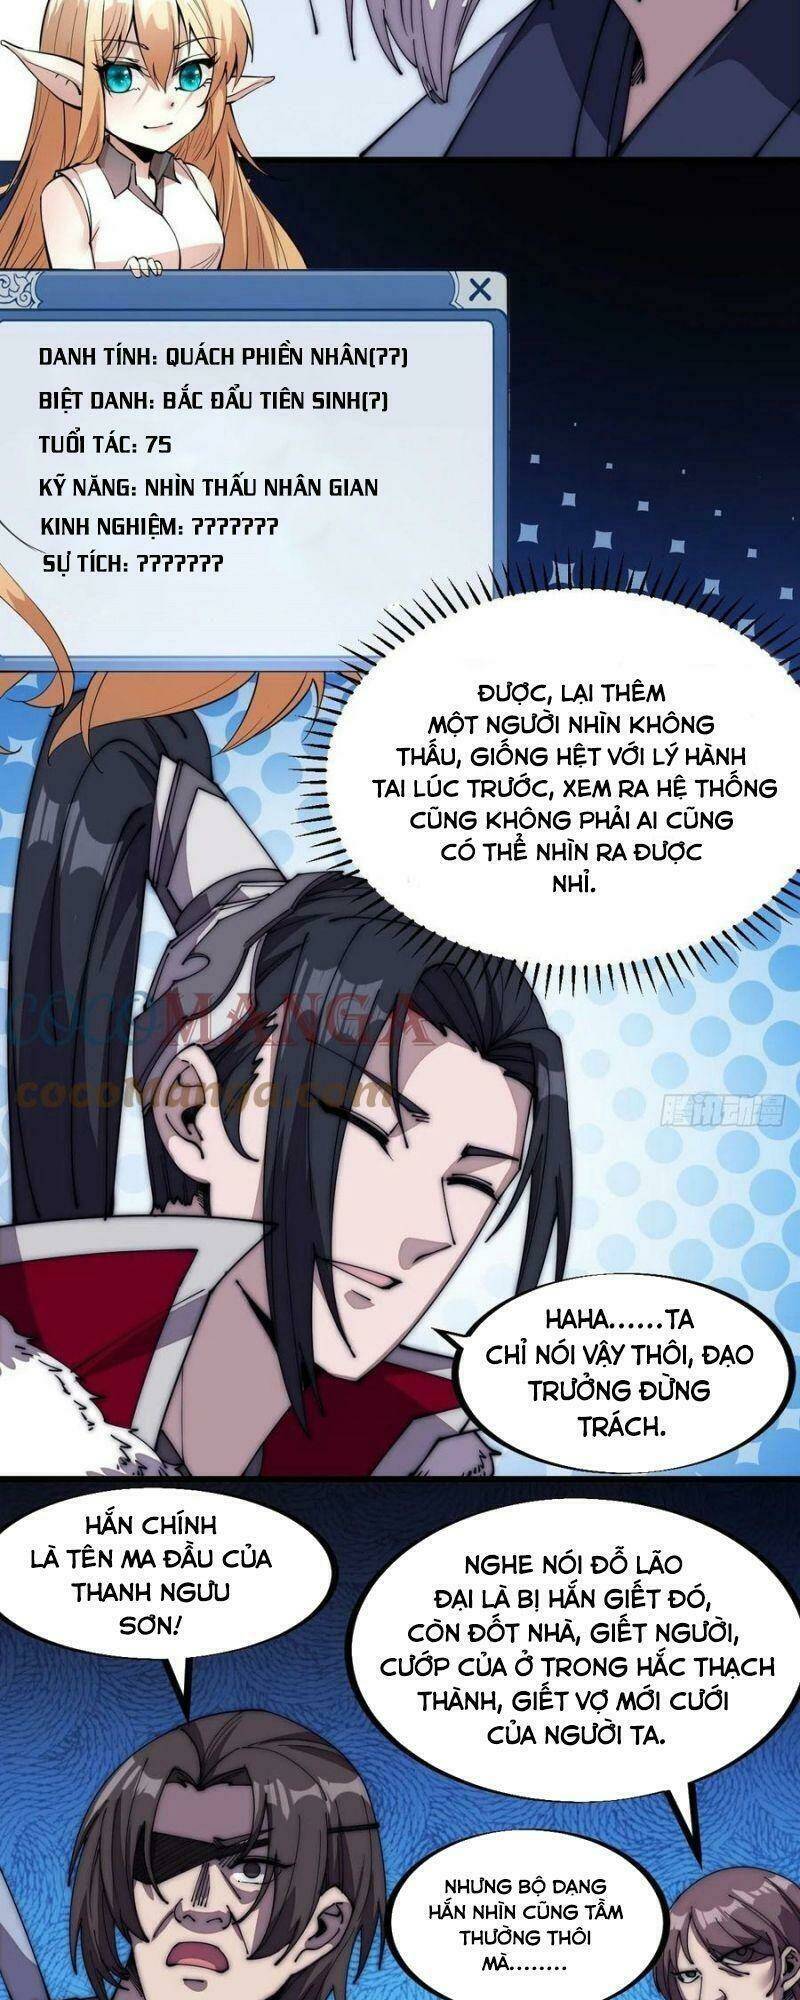 DANH TÍNH: QUÁCH PHIỀN NHÂN(??)
BIỆT DANH: BẮC ĐẨU TIÊN SINH(?)
TUỔI TÁC: 75
KỸ NĂNG: NHÌN THẤU NHÂN GIAN
KINH NGHIỆM: ???????
SỰ TÍCH: ???????
ĐƯỢC, LẠI THÊM
MỘT NGƯỜI NHÌN KHÔNG
THẤU, GIỐNG HỆT VỚI LÝ HÀNH
TAI LÚC TRƯỚC, XEM RA HỆ THỐNG
CŨNG KHÔNG PHẢI AI CŨNG
CÓ THỂ NHÌN RA ĐƯỢC
NHỈ.
COCOMANGA
cocoManga.com
腾讯动漫
HAHA......TA
CHỈ NÓI VẬY THÔI, ĐẠO
TRƯỞNG ĐỪNG
TRÁCH.
HẮN CHÍNH
LÀ TÊN MA ĐẦU CỦA
THANH NGƯU
SƠN!
NGHE NÓI ĐỖ LÃO
ĐẠI LÀ BỊ HẮN GIẾT ĐÓ,
CÒN ĐỐT NHÀ, GIẾT NGƯỜI,
CƯỚP CỦA Ở TRONG HẮC THẠCH
THÀNH, GIẾT VỢ MỚI CƯỚI
CỦA NGƯỜI TA.
NHƯNG BỘ DẠNG
HẮN NHÌN CŨNG TẦM
THƯỜNG THÔI
MÀ........